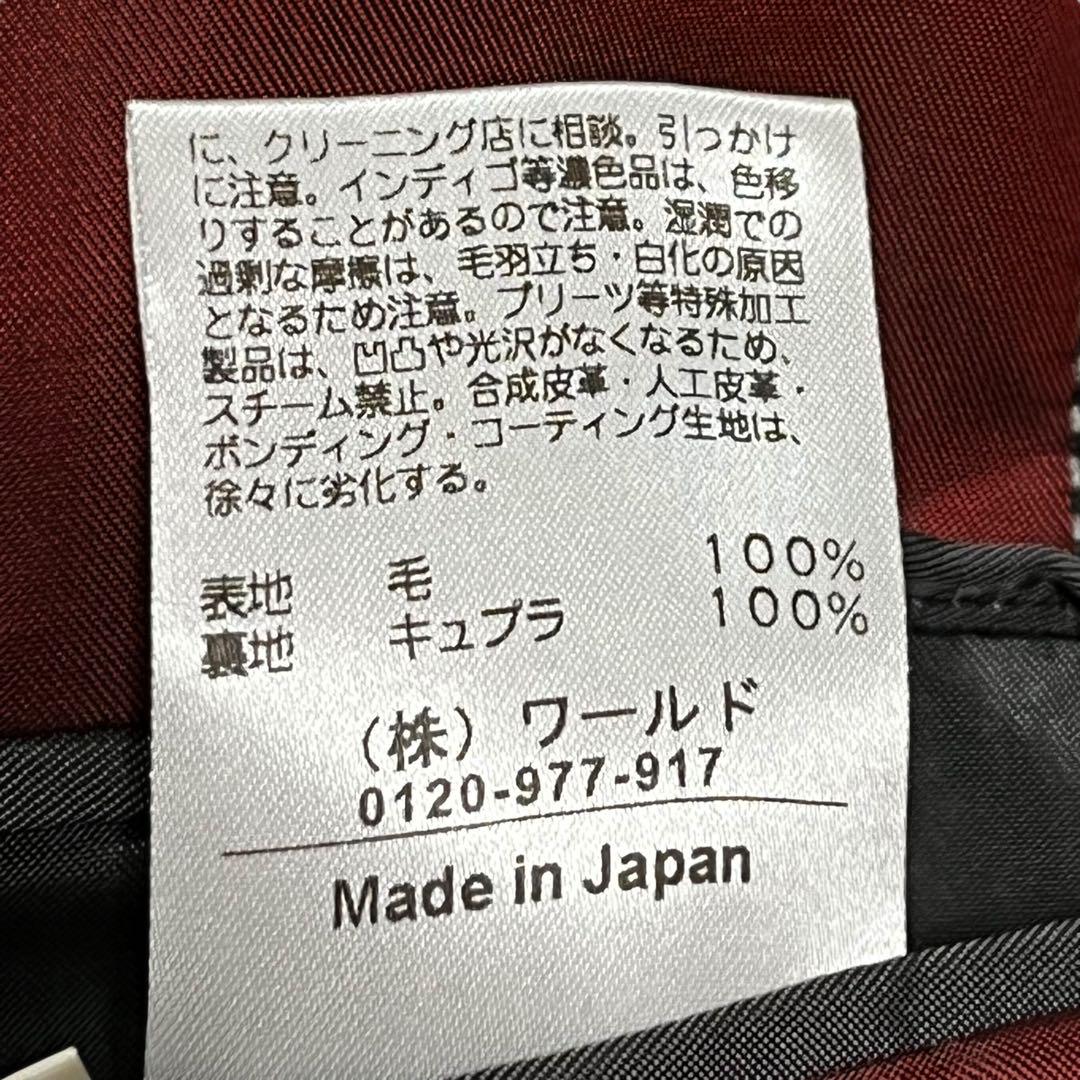 に、クリーニング店に相談。引っかけ
に注意。インディゴ等濃色品は、色移
りすることがあるので注意。湿潤での
過剰な摩擦は、毛羽立ち・白化の原因
となるため注意。プリーツ等特殊加工
製品は、凹凸や光沢がなくなるため、
スチーム禁止。合成皮革・人工皮革・
ボンディング・コーティング生地は、
徐々に劣化する。
表地 毛 100%
裏地 キュプラ 100%
(株) ワールド
0120-977-917
Made in Japan